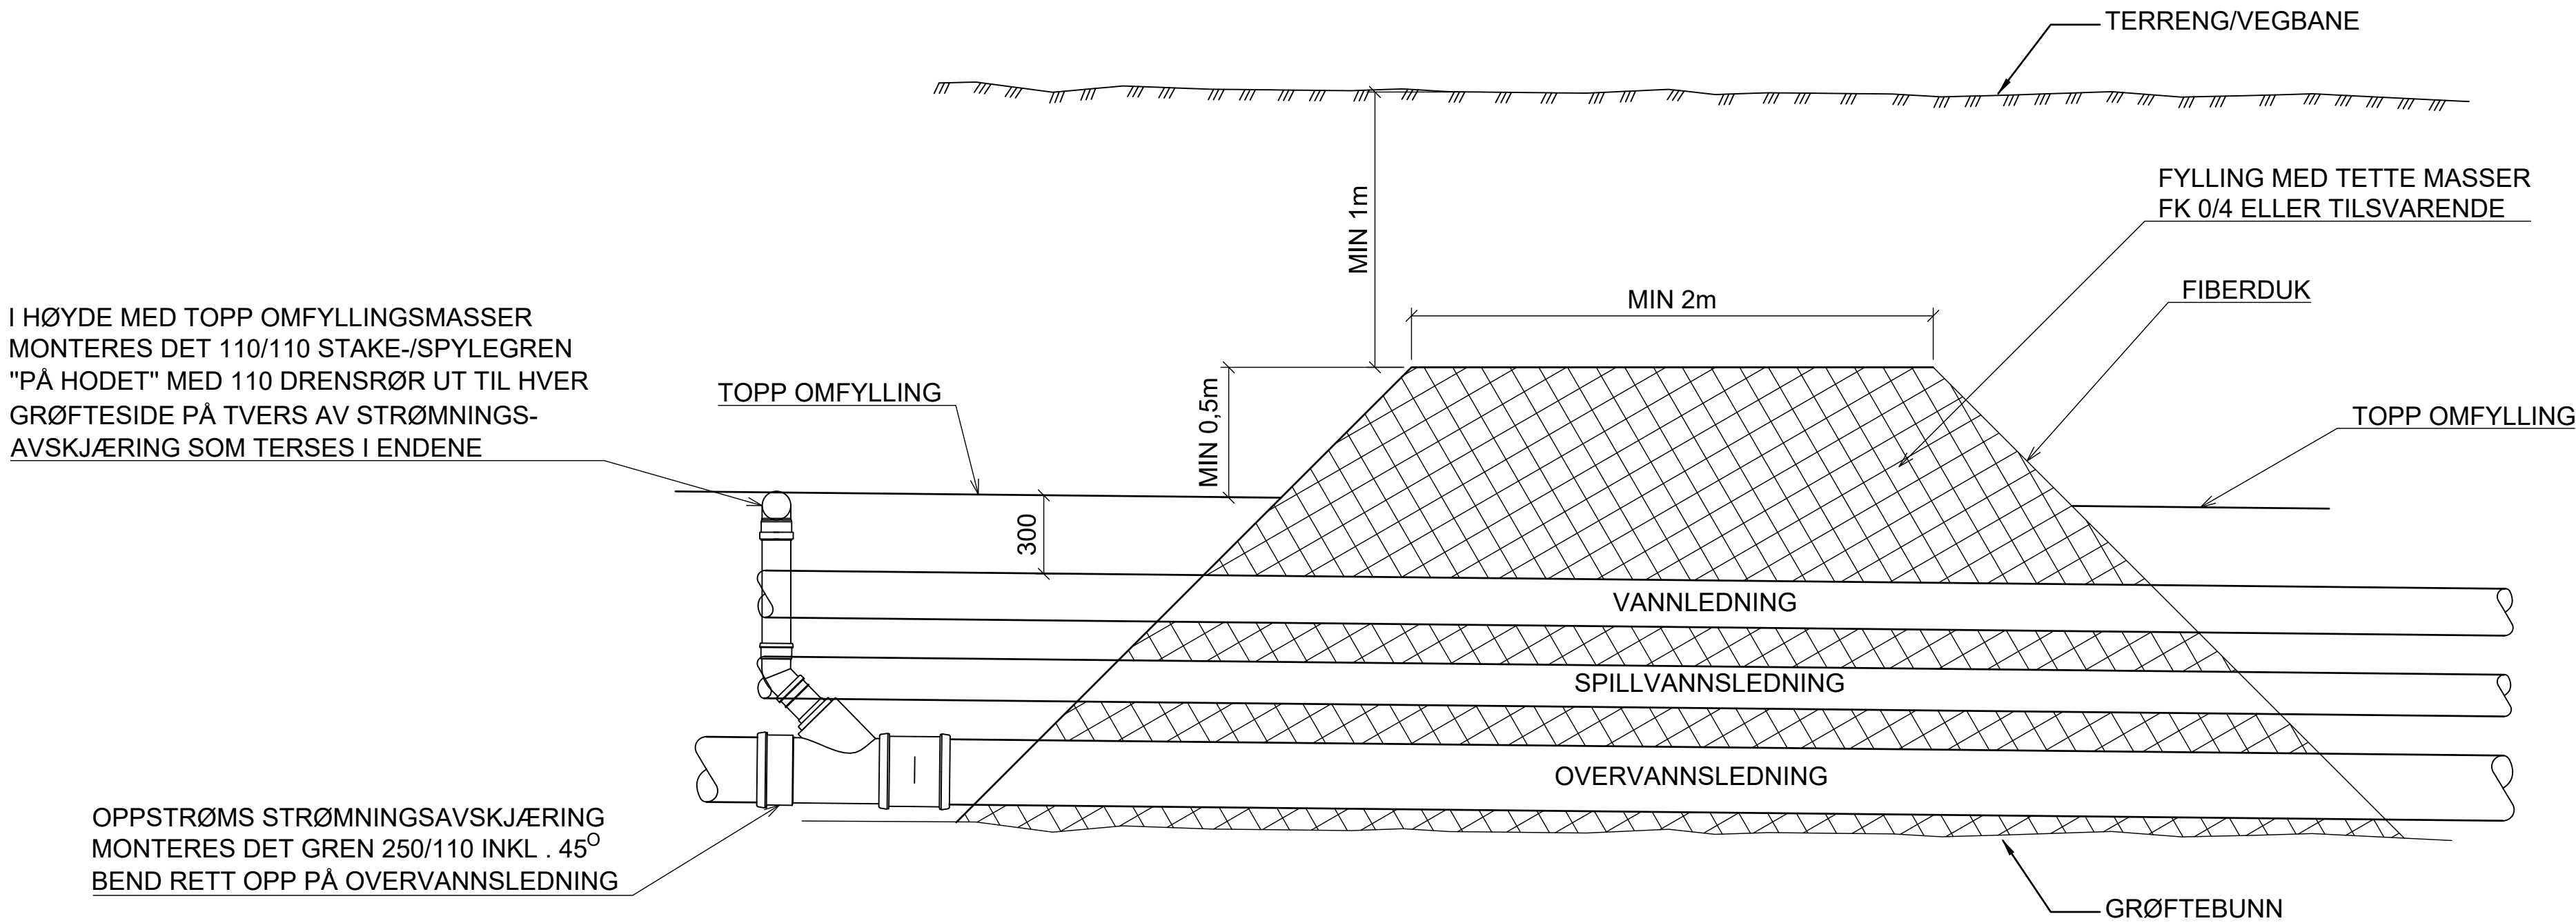 TERRENG/VEGBANE
FYLLING MED TETTE MASSER
FK 0/4 ELLER TILSVARENDE
MIN 1m
FIBERDUK
MIN 2m
I HØYDE MED TOPP OMFYLLINGSMASSER
MONTERES DET 110/110 STAKE-/SPYLEGREN
"PÅ HODET" MED 110 DRENSRØR UT TIL HVER
GRØFTESIDE PÅ TVERS AV STRØMNINGS-
AVSKJÆRING SOM TERSES I ENDENE
TOPP OMFYLLING
MIN 0,5m
TOPP OMFYLLING
300
VANNLEDNING
SPILLVANNSLEDNING
OVERVANNSLEDNING
OPPSTRØMS STRØMNINGSAVSKJÆRING
MONTERES DET GREN 250/110 INKL . 45O
BEND RETT OPP PÅ OVERVANNSLEDNING
GRØFTEBUNN